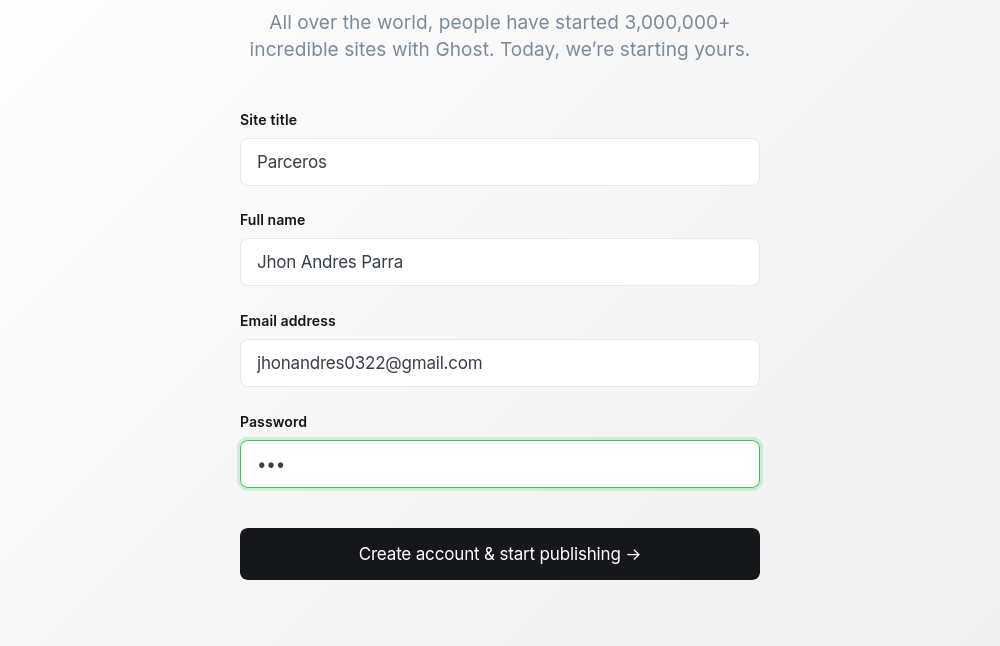 All over the world, people have started 3,000,000+
incredible sites with Ghost. Today, we’re starting yours.
Site title
Parceros
Full name
Jhon Andres Parra
Email address
jhonandres0322@gmail.com
Password
•••
Create account & start publishing →